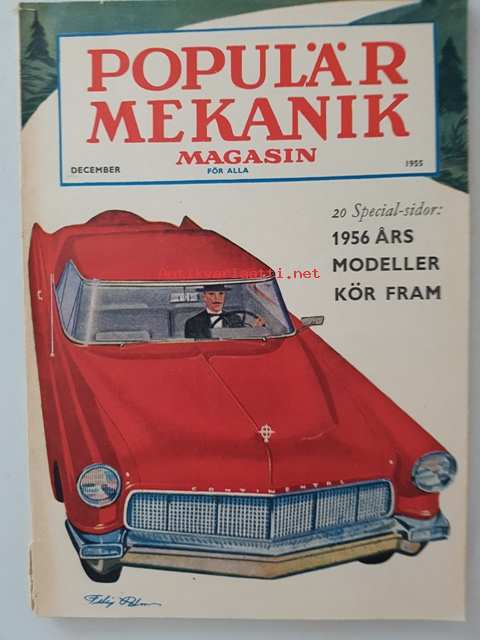 POPULÄR
MEKANIK
MAGASIN
FÖR ALLA
DECEMBER
1955
20 Special-sidor:
1956 ÅRS
MODELLER
KÖR FRAM
Antikvariaatti.net
CONTINENTAL